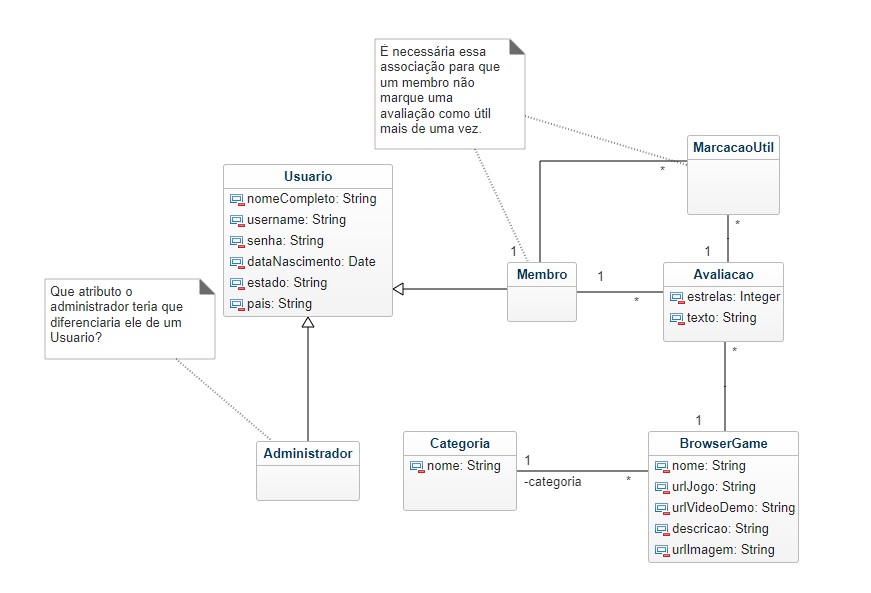 É necessária essa
associação para que
um membro não
marque uma
avaliação como útil
mais de uma vez.
MarcacaoUtil
*
*
Usuario
nomeCompleto: String
username: String
senha: String
dataNascimento: Date
estado: String
pais: String
1
1
Membro
1
*
Avaliacao
estrelas: Integer
texto: String
Que atributo o
administrador teria que
diferenciaria ele de um
Usuario?
*
1
Administrador
Categoria
nome: String
1
-categoria
*
BrowserGame
nome: String
urlJogo: String
urlVideoDemo: String
descricao: String
urlImagem: String